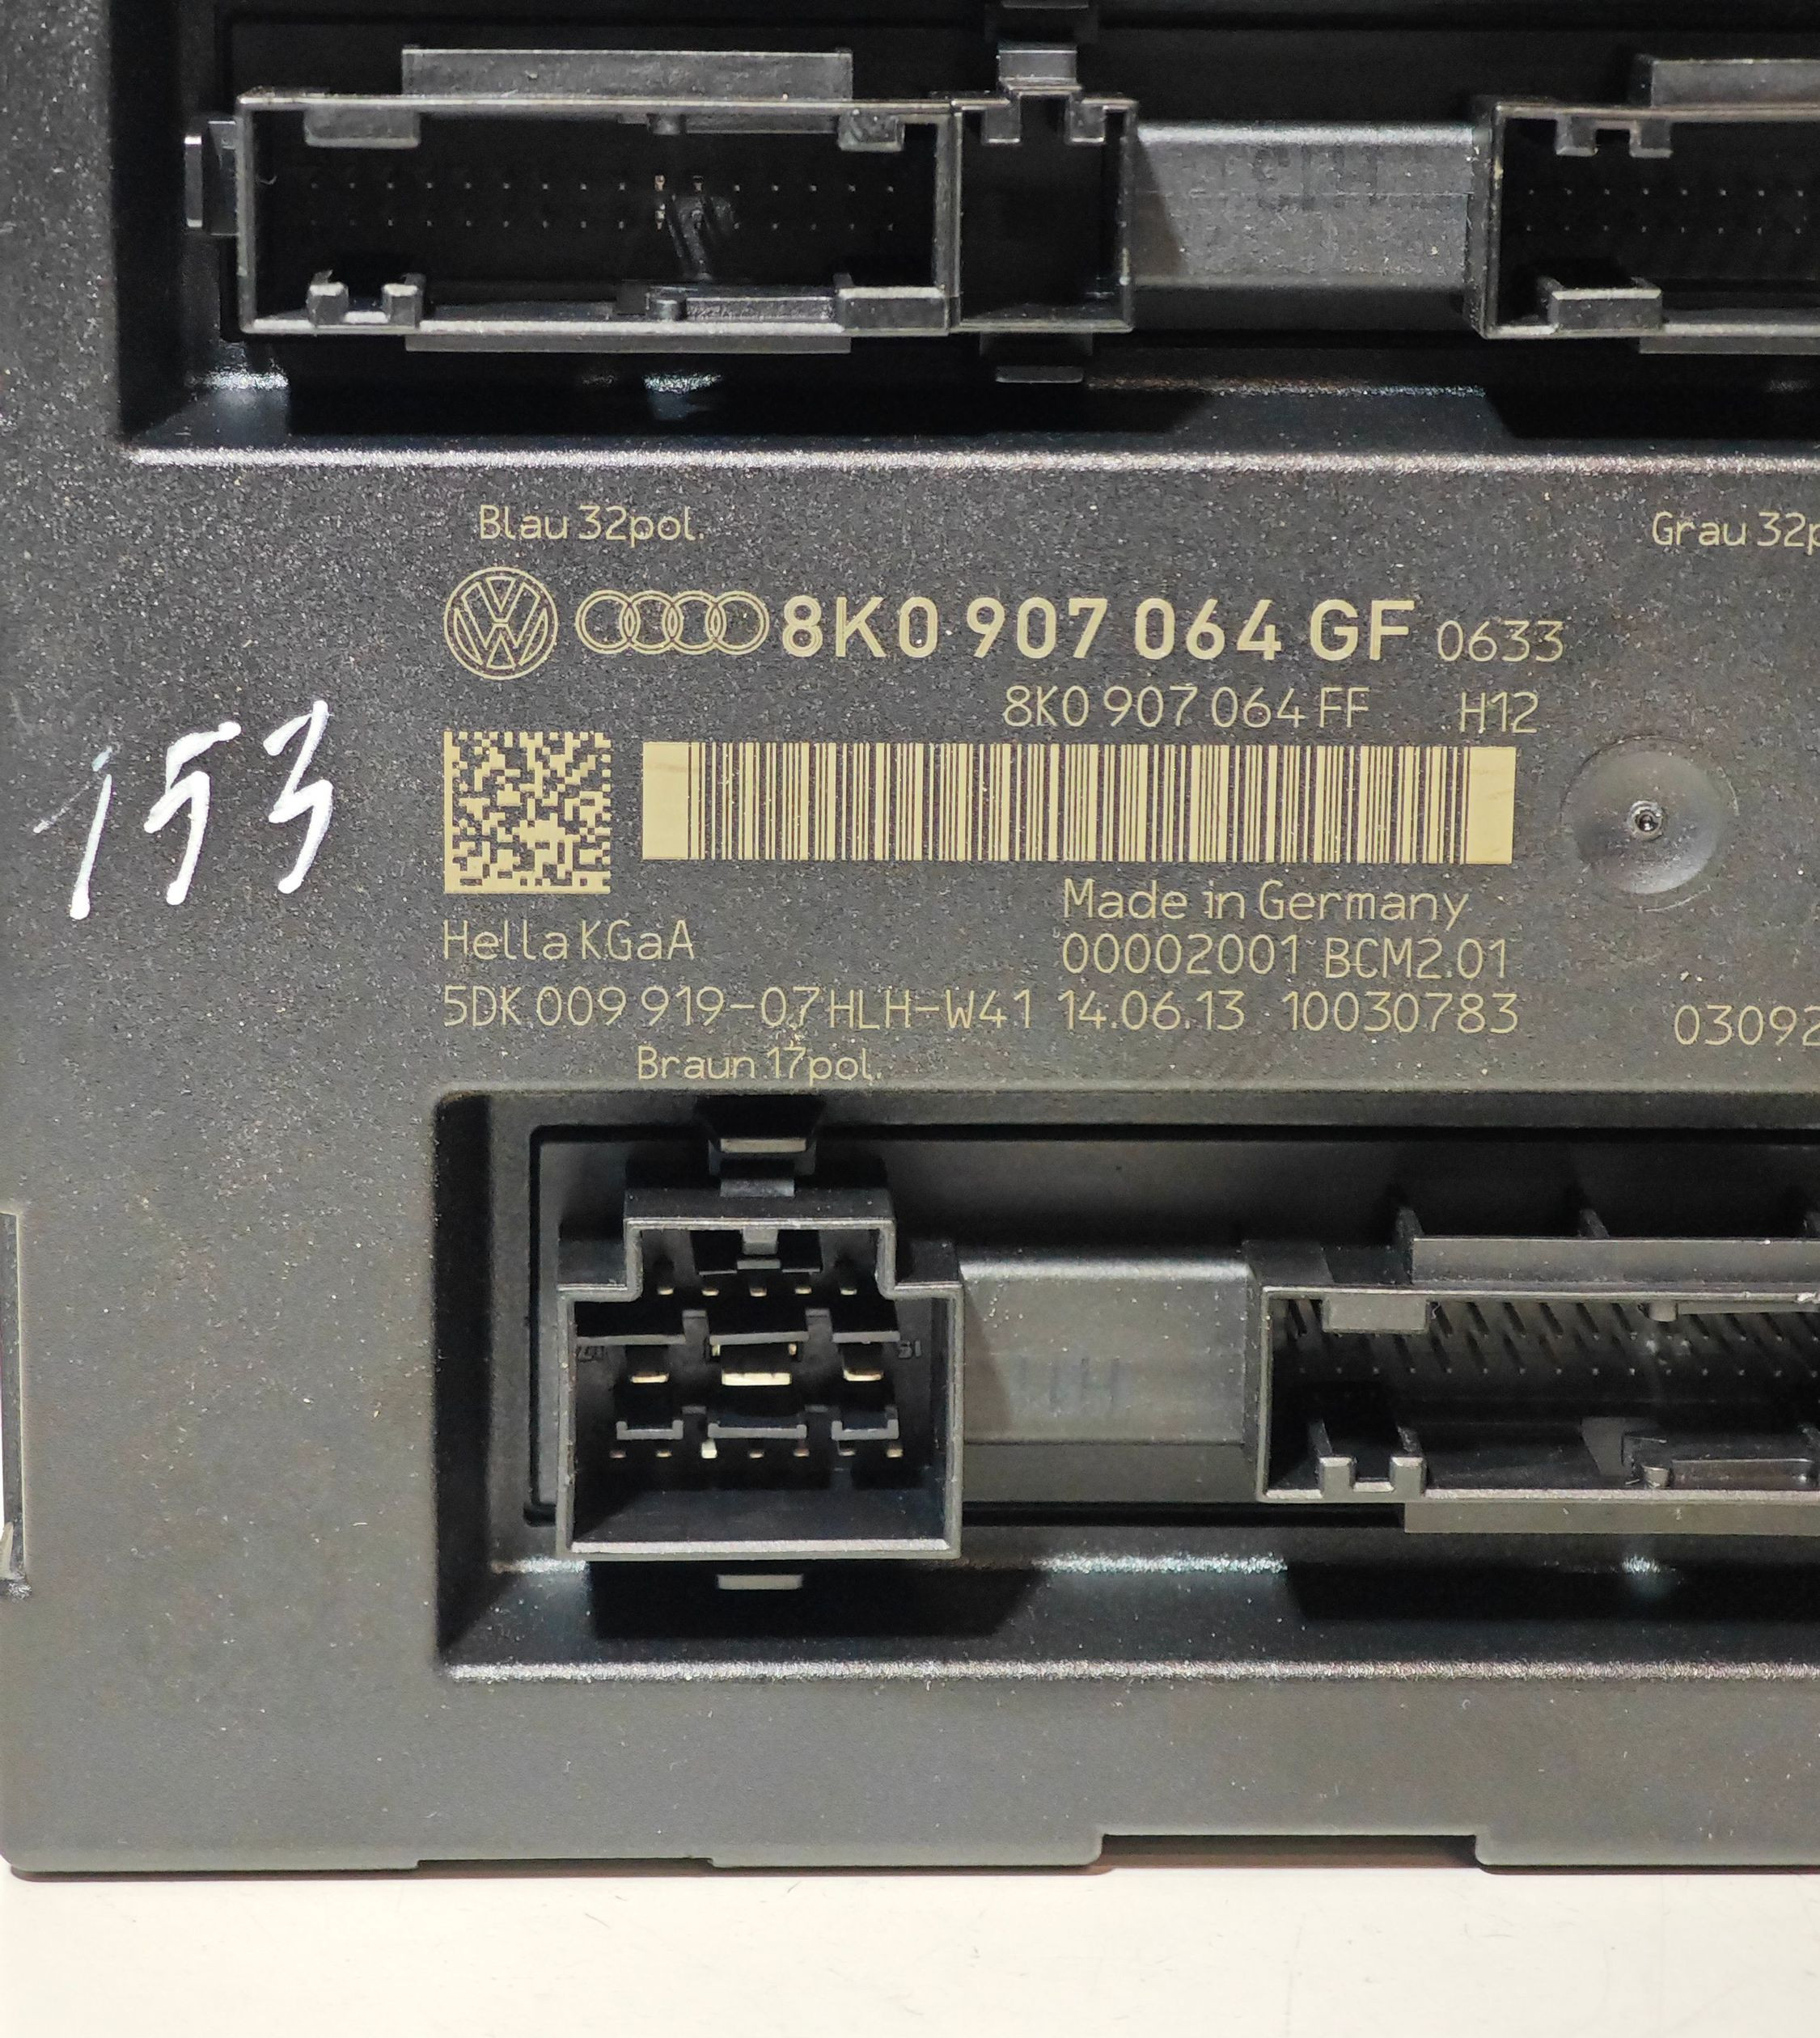 Blau 32pol.
Grau 32p
8K0 907 064 GF 0633
8K0 907 064 FF H12
153
Made in Germany
Hella KGaA
00002001 BCM2.01
5DK 009 919-07 HLH-W41 14.06.13 10030783
03092
Braun 17pol.